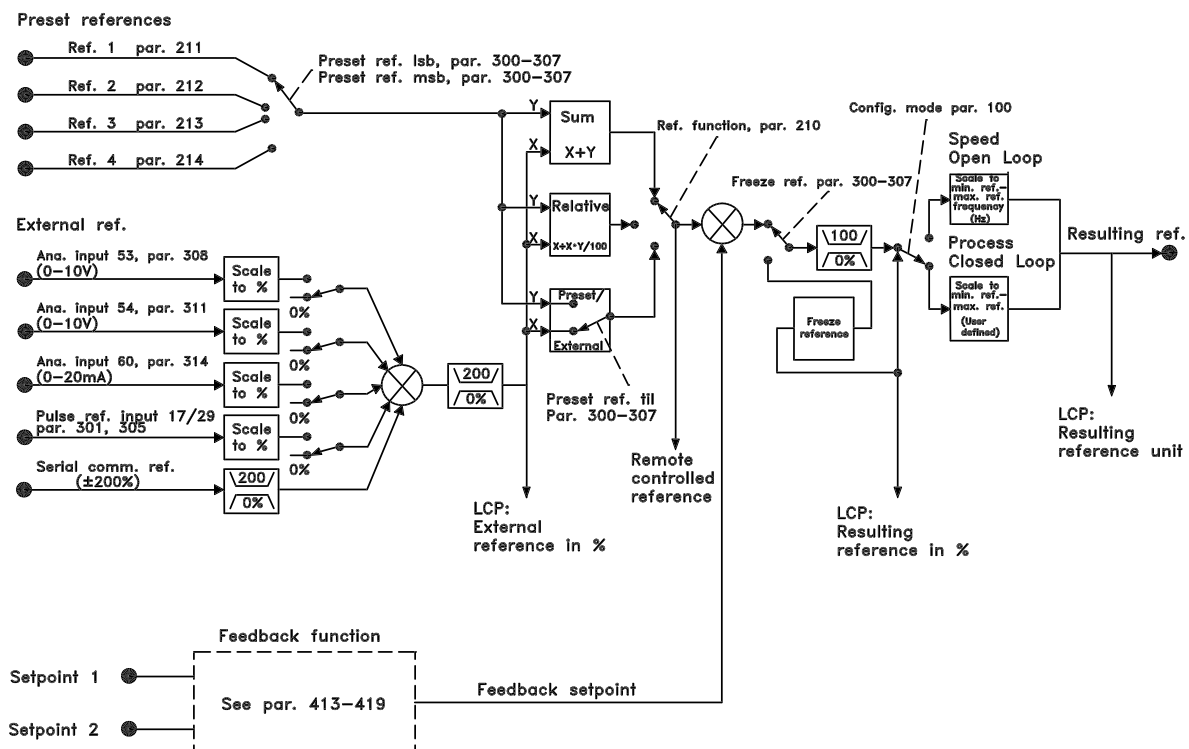 Preset references
Ref. 1 par. 211
Ref. 2 par. 212
Ref. 3 par. 213
Ref. 4 par. 214
Preset ref. lsb, par. 300-307
Preset ref. msb, par. 300-307
Y
Sum
X
X+Y
Y
Relative
X
X+X*Y/100
Y
Preset/
X
External
Ref. function, par. 210
Freeze ref. par. 300-307
Config. mode par. 100
Speed
Open Loop
Scale to
min. ref.-
max. ref.
frequency
(Hz)
Process
Closed Loop
Scale to
min. ref.-
max. ref.
(User
defined)
Resulting ref.
100
0%
Freeze
reference
External ref.
Ana. input 53, par. 308
(0-10V)
Scale
to %
0%
Ana. input 54, par. 311
(0-10V)
Scale
to %
0%
Ana. input 60, par. 314
(0-20mA)
Scale
to %
0%
Pulse ref. input 17/29
par. 301, 305
Scale
to %
0%
Serial comm. ref.
(±200%)
200
0%
200
0%
Preset ref. til
Par. 300-307
LCP:
External
reference in %
Remote
controlled
reference
LCP:
Resulting
reference in %
LCP:
Resulting
reference unit
Feedback function
Setpoint 1
See par. 413-419
Feedback setpoint
Setpoint 2